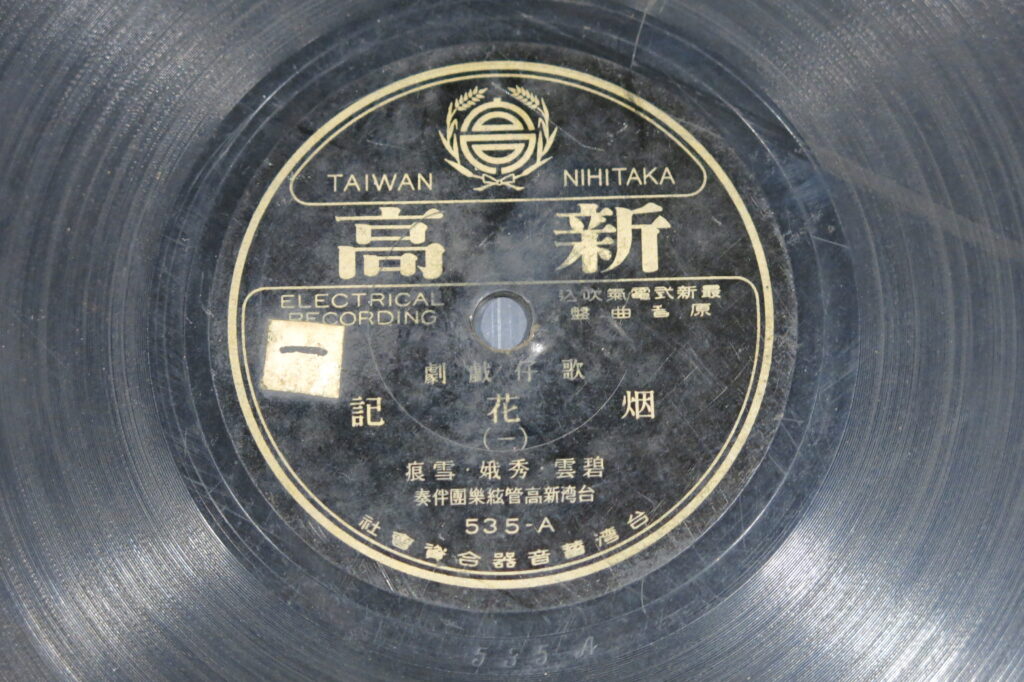 TAIWAN NIHITAKA
新高
ELECTRICAL
RECORDING
最新式電氣吹込
原音曲盤
一
歌仔戲劇
烟花記
(一)
碧雲·秀娥·雪痕
台湾新高管絃樂團伴奏
535-A
台湾蓄音器合資會社
535 A